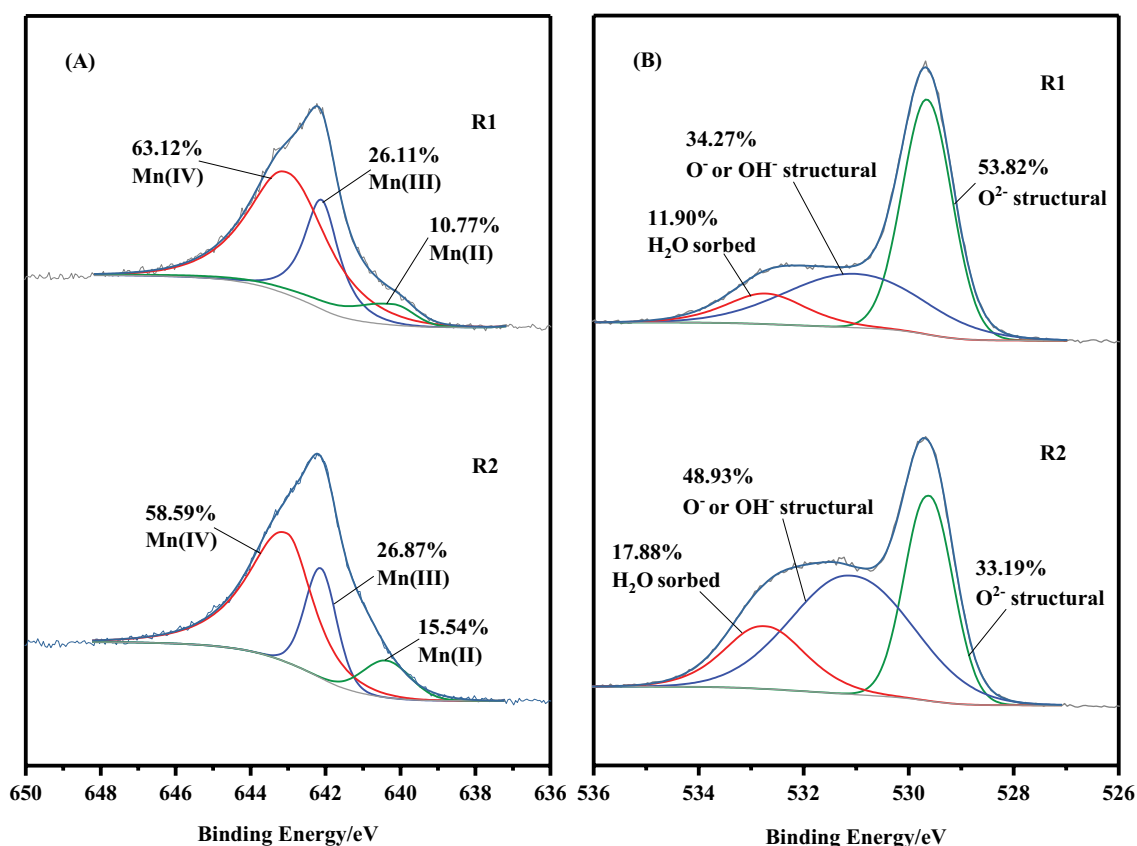 (A)
R1
63.12%
Mn(IV)
26.11%
Mn(III)
10.77%
Mn(II)
R2
58.59%
Mn(IV)
26.87%
Mn(III)
15.54%
Mn(II)
650 648 646 644 642 640 638 636
Binding Energy/eV
(B)
R1
34.27%
O⁻ or OH⁻ structural
53.82%
O²⁻ structural
11.90%
H₂O sorbed
R2
48.93%
O⁻ or OH⁻ structural
17.88%
H₂O sorbed
33.19%
O²⁻ structural
536 534 532 530 528 526
Binding Energy/eV